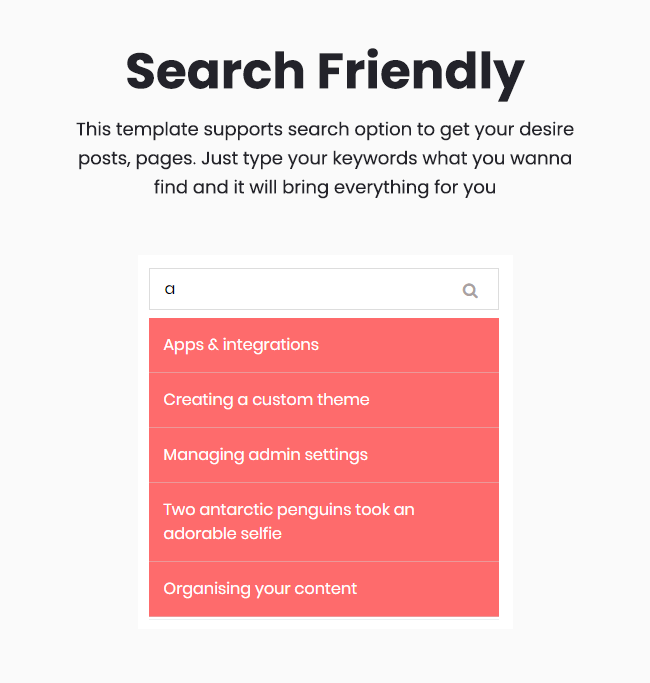 Search Friendly
This template supports search option to get your desire
posts, pages. Just type your keywords what you wanna
find and it will bring everything for you
a
Apps & integrations
Creating a custom theme
Managing admin settings
Two antarctic penguins took an
adorable selfie
Organising your content